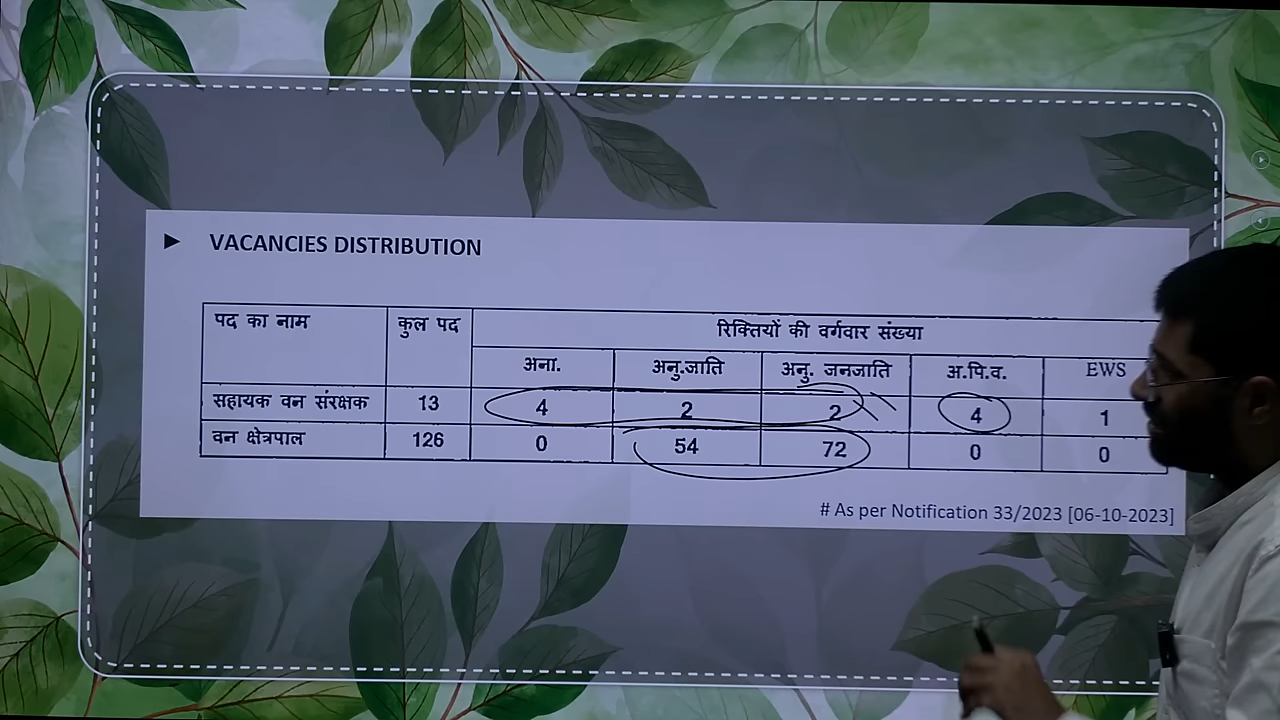 ► VACANCIES DISTRIBUTION
पद का नाम कुल पद रिक्तियों की वर्गवार संख्या
अना. अनु.जाति अनु. जनजाति अ.पि.व. EWS
सहायक वन संरक्षक 13 4 2 2 4 1
वन क्षेत्रपाल 126 0 54 72 0 0
# As per Notification 33/2023 [06-10-2023]